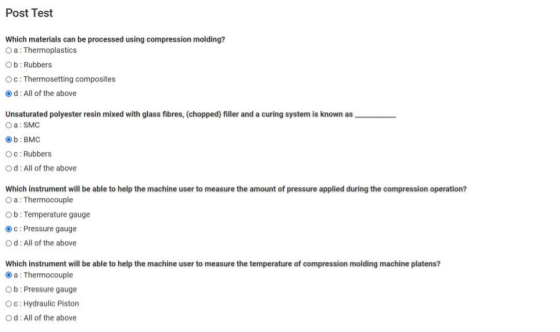 Post Test
Which materials can be processed using compression molding?
a : Thermoplastics
b : Rubbers
c : Thermosetting composites
d : All of the above
Unsaturated polyester resin mixed with glass fibres, (chopped) filler and a curing system is known as __________
a : SMC
b : BMC
c : Rubbers
d : All of the above
Which instrument will be able to help the machine user to measure the amount of pressure applied during the compression operation?
a : Thermocouple
b : Temperature gauge
c : Pressure gauge
d : All of the above
Which instrument will be able to help the machine user to measure the temperature of compression molding machine platens?
a : Thermocouple
b : Pressure gauge
c : Hydraulic Piston
d : All of the above